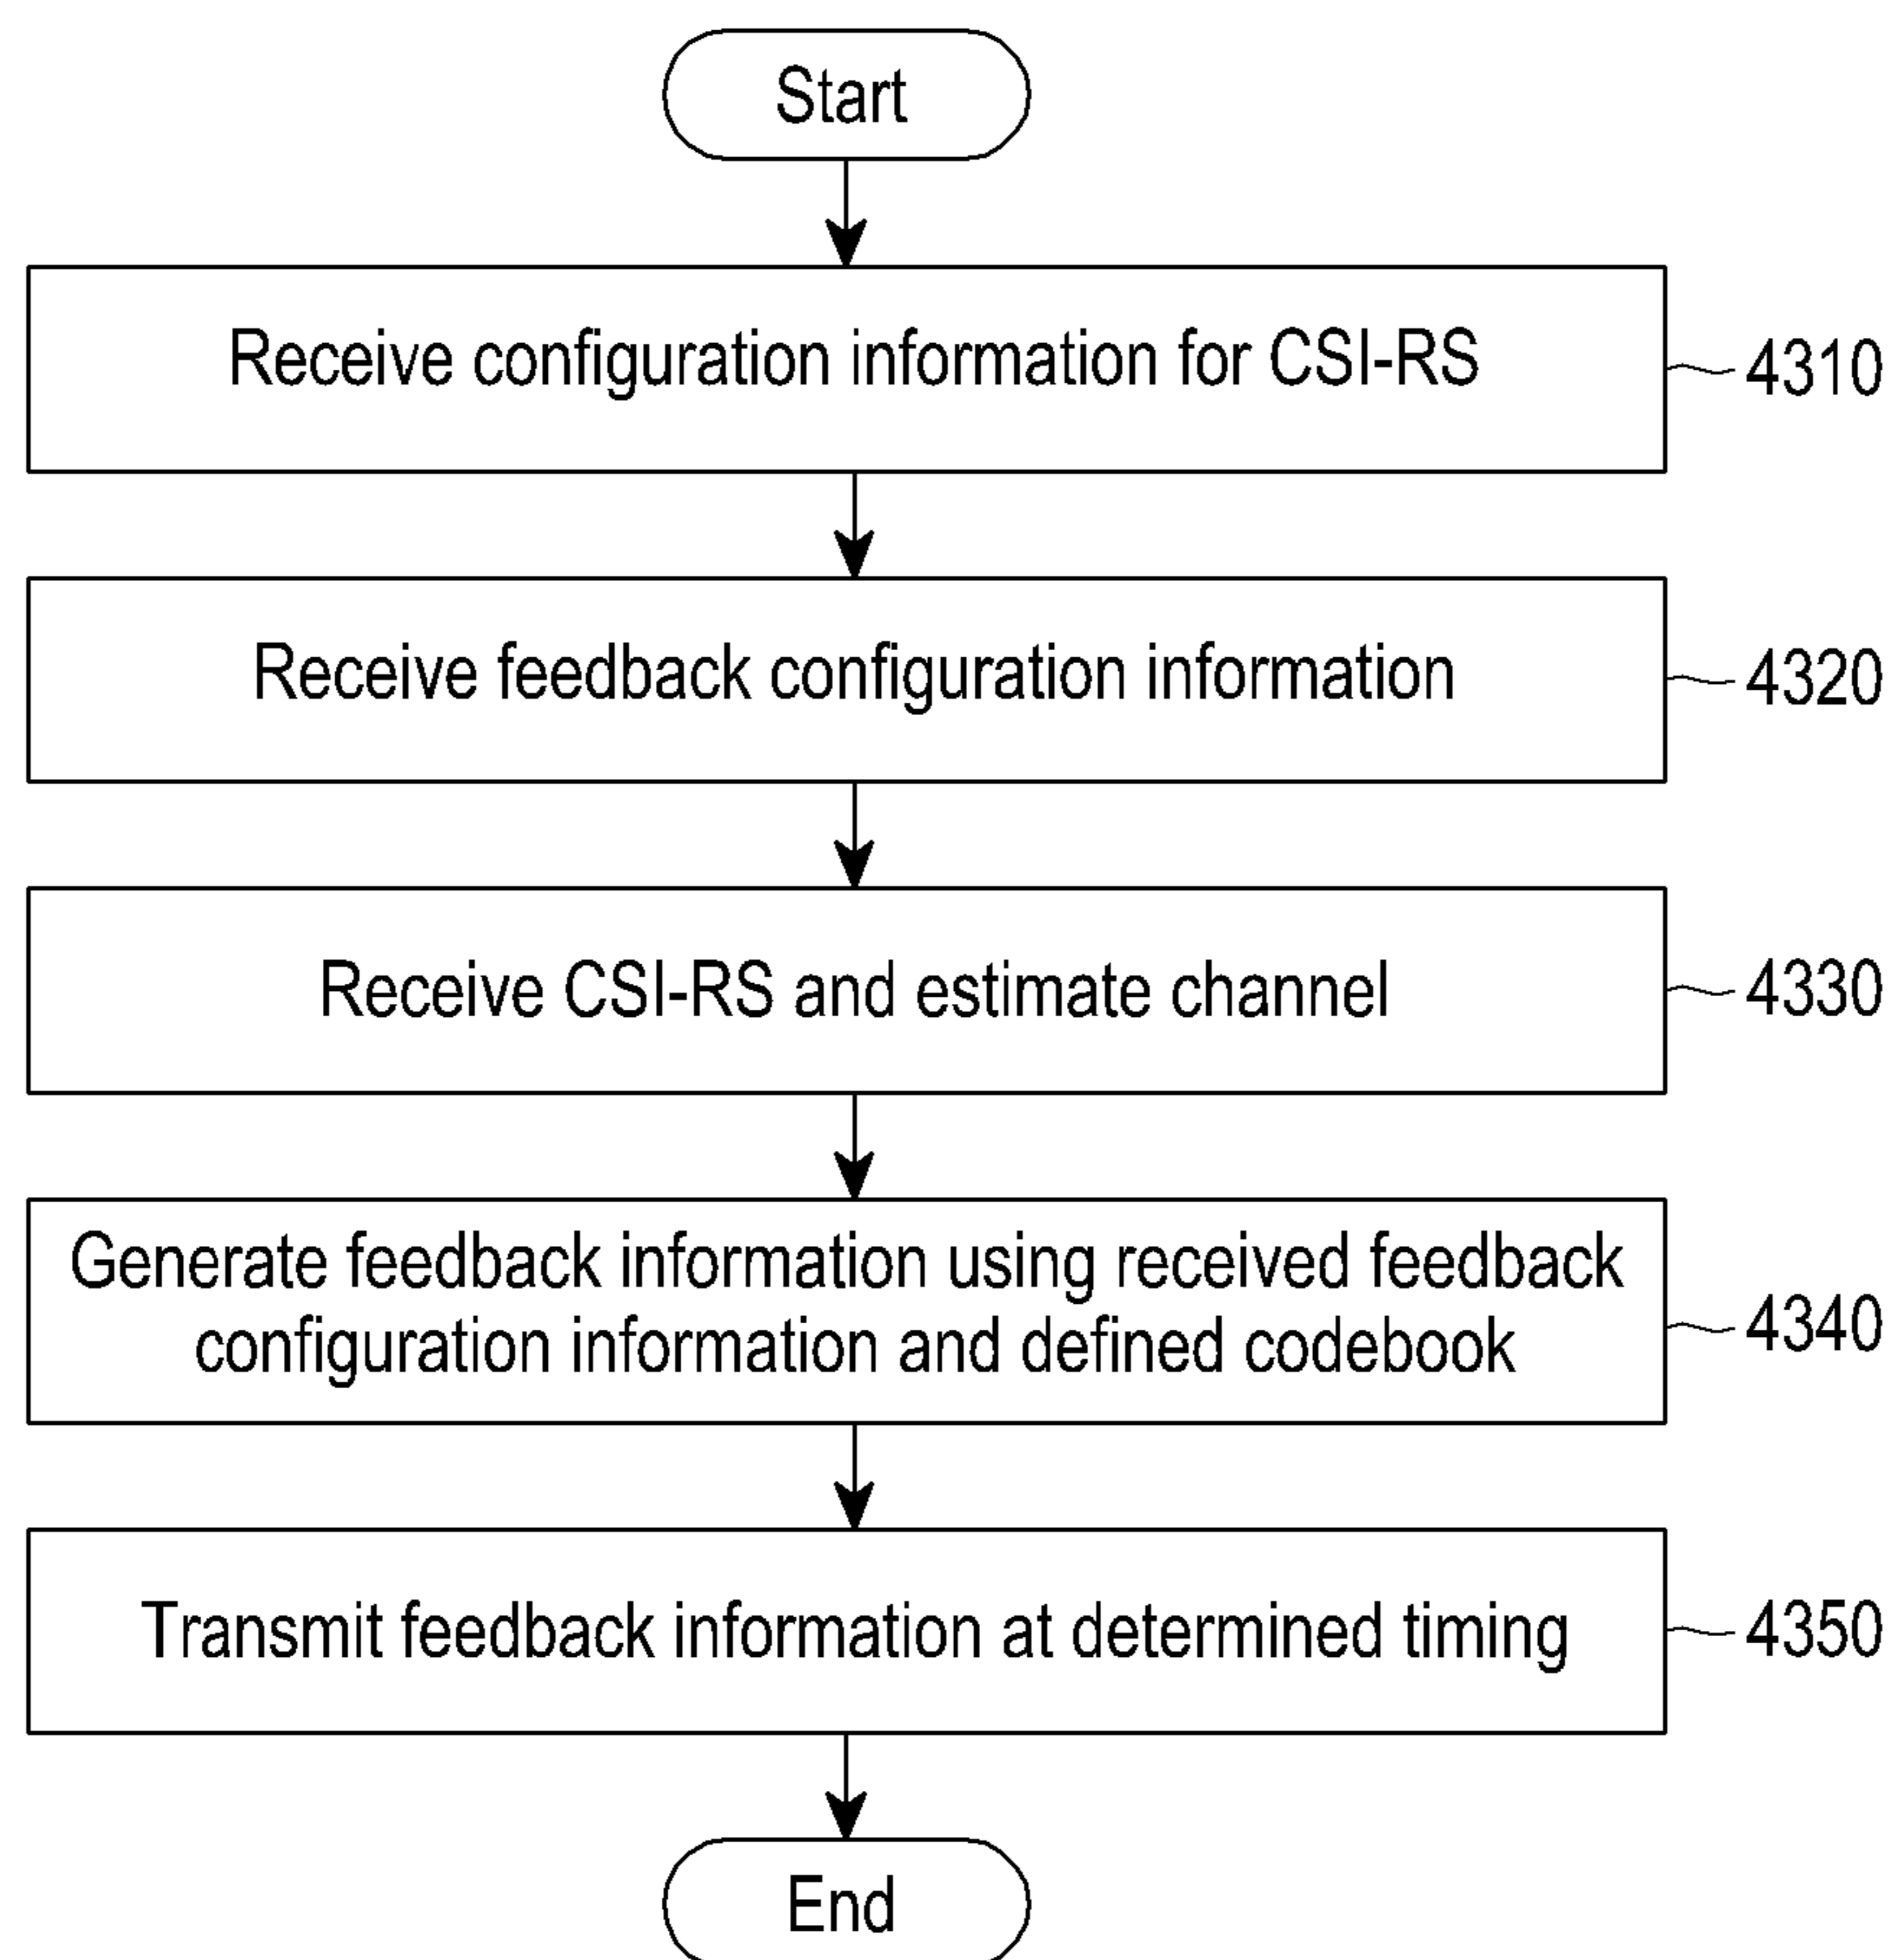 Start
Receive configuration information for CSI-RS
4310
Receive feedback configuration information
4320
Receive CSI-RS and estimate channel
4330
Generate feedback information using received feedback
configuration information and defined codebook
4340
Transmit feedback information at determined timing
4350
End